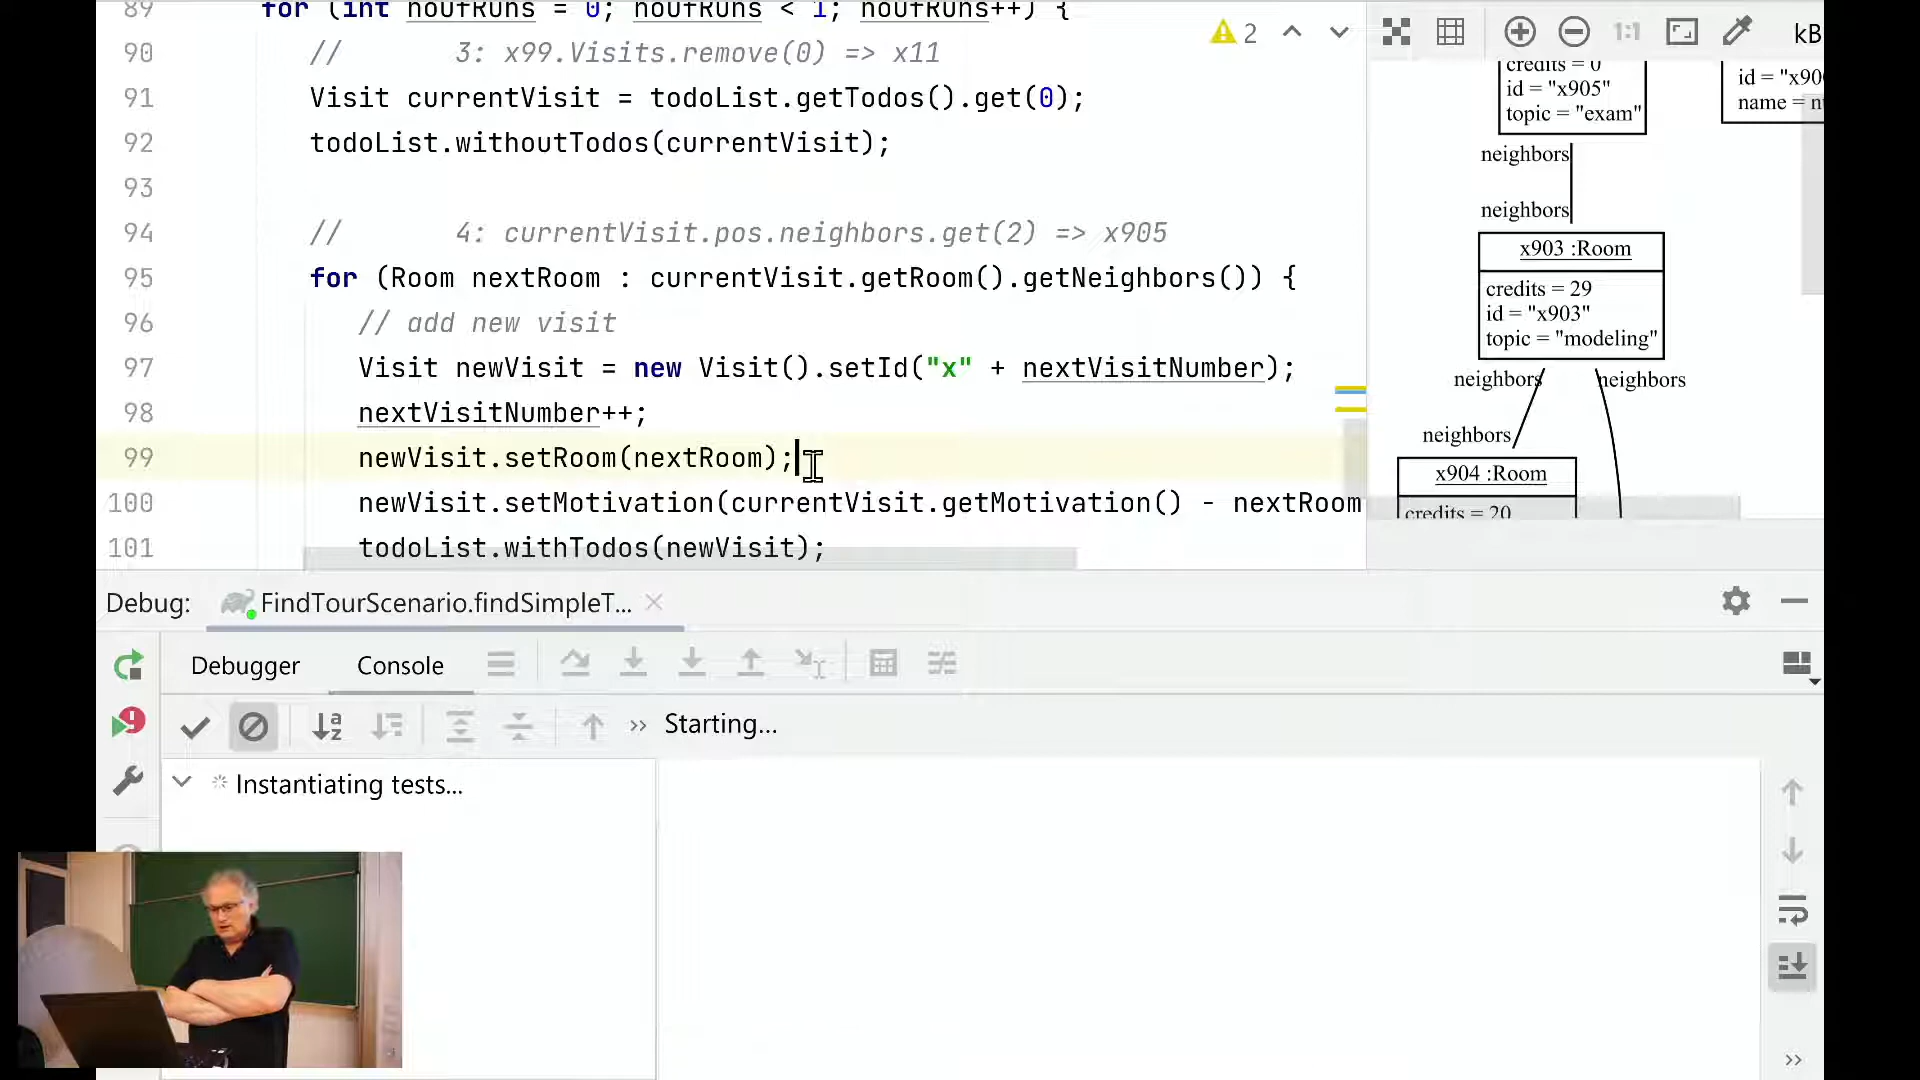 89 for (int noofRuns = 0; noofRuns < 1; noofRuns++) {
90 //       3: x99.Visits.remove(0) => x11
91 Visit currentVisit = todoList.getTodos().get(0);
92 todoList.withoutTodos(currentVisit);
93
94 //       4: currentVisit.pos.neighbors.get(2) => x905
95 for (Room nextRoom : currentVisit.getRoom().getNeighbors()) {
96 // add new visit
97 Visit newVisit = new Visit().setId("x" + nextVisitNumber);
98 nextVisitNumber++;
99 newVisit.setRoom(nextRoom);
100 newVisit.setMotivation(currentVisit.getMotivation() - nextRoom
101 todoList.withTodos(newVisit);
2
1:1
kB
credits = 0
id = "x905"
topic = "exam"
id = "x90
name = n
neighbors
neighbors
x903 :Room
credits = 29
id = "x903"
topic = "modeling"
neighbors
neighbors
neighbors
x904 :Room
credits = 20
Debug:
FindTourScenario.findSimpleT...
Debugger
Console
Starting...
Instantiating tests...